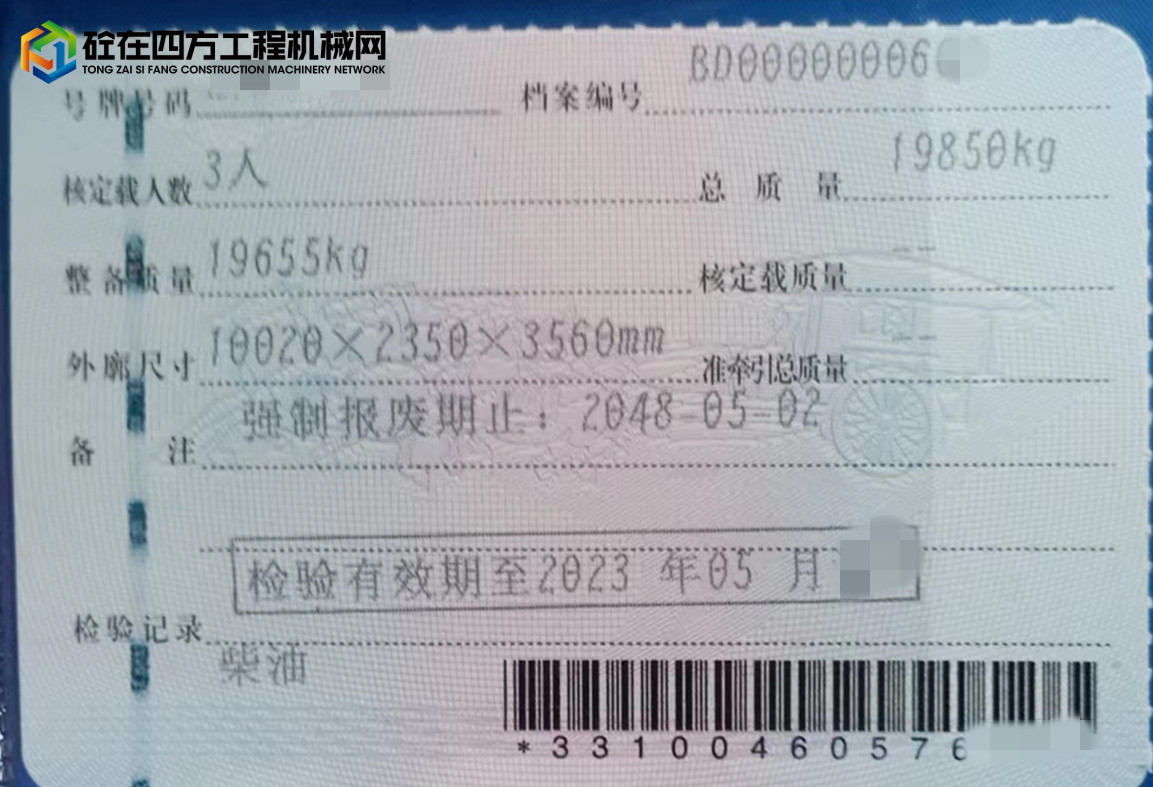 砼在四方工程机械网
TONG ZAI SI FANG CONSTRUCTION MACHINERY NETWORK
号牌号码 档案编号 BD00000006
核定载人数 3人 总质量 19850kg
整备质量 19655kg 核定载质量 --
外廓尺寸 10020×2350×3560mm 准牵引总质量 --
备注 强制报废期止：2048-05-02
检验有效期至2023年05月
检验记录
柴油
*331004605 76